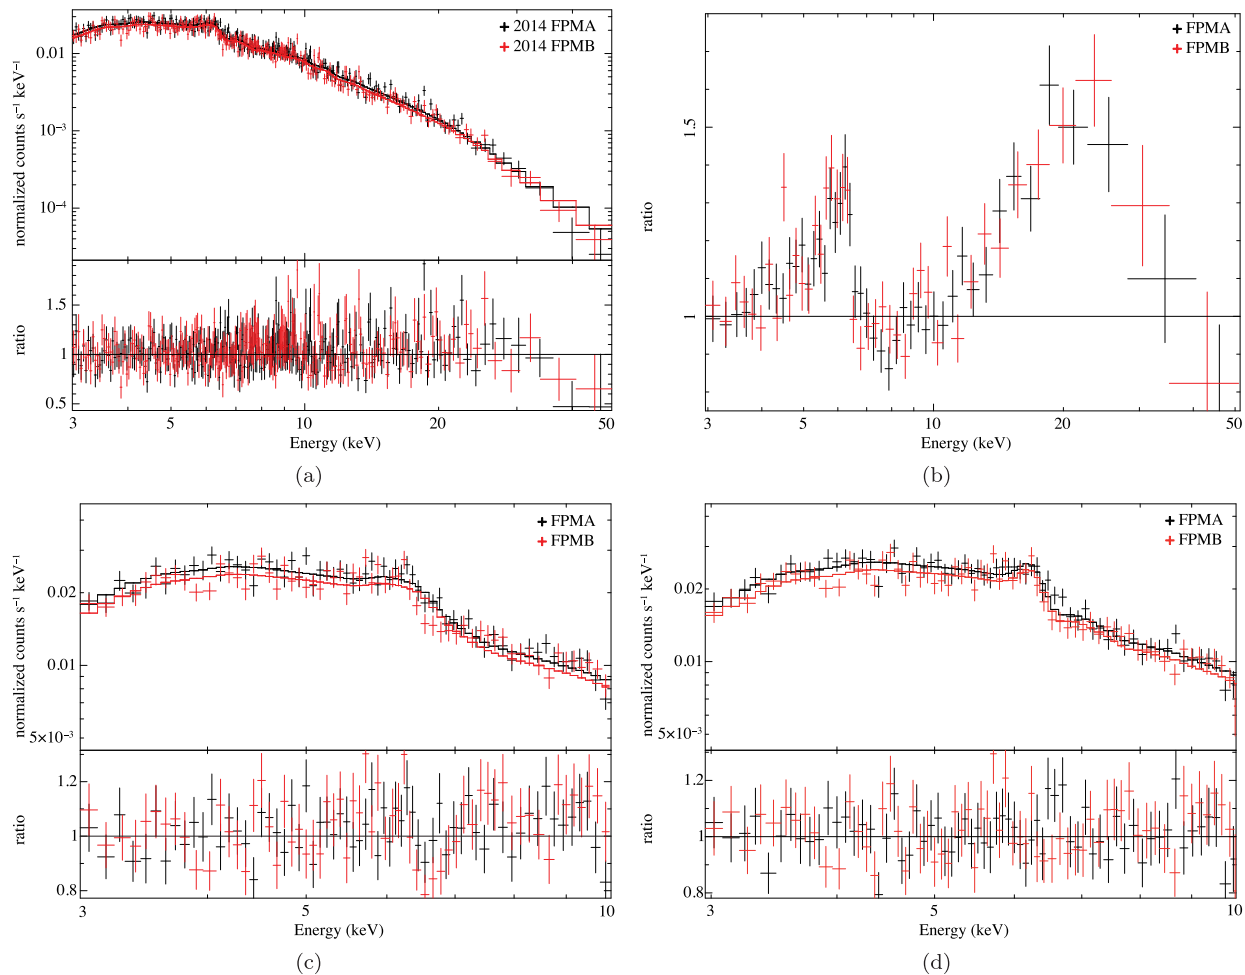 2014 FPMA
2014 FPMB
normalized counts s⁻¹ keV⁻¹
0.01
10⁻³
10⁻⁴
ratio
1.5
1
0.5
3 5 10 20 50
Energy (keV)
(a)
FPMA
FPMB
ratio
1.5
1
3 5 10 20 50
Energy (keV)
(b)
FPMA
FPMB
normalized counts s⁻¹ keV⁻¹
0.02
0.01
5×10⁻³
ratio
1.2
1
0.8
3 5 10
Energy (keV)
(c)
FPMA
FPMB
normalized counts s⁻¹ keV⁻¹
0.02
0.01
5×10⁻³
ratio
1.2
1
0.8
3 5 10
Energy (keV)
(d)